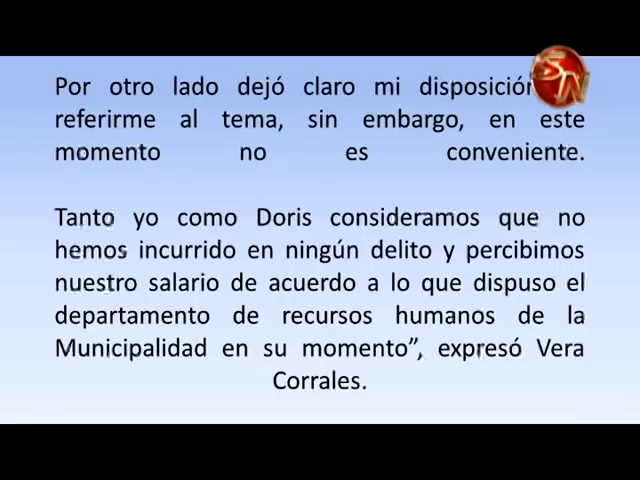 Por otro lado dejó claro mi disposición
referirme al tema, sin embargo, en este
momento no es conveniente.
Tanto yo como Doris consideramos que no
hemos incurrido en ningún delito y percibimos
nuestro salario de acuerdo a lo que dispuso el
departamento de recursos humanos de la
Municipalidad en su momento”, expresó Vera
Corrales.
SN